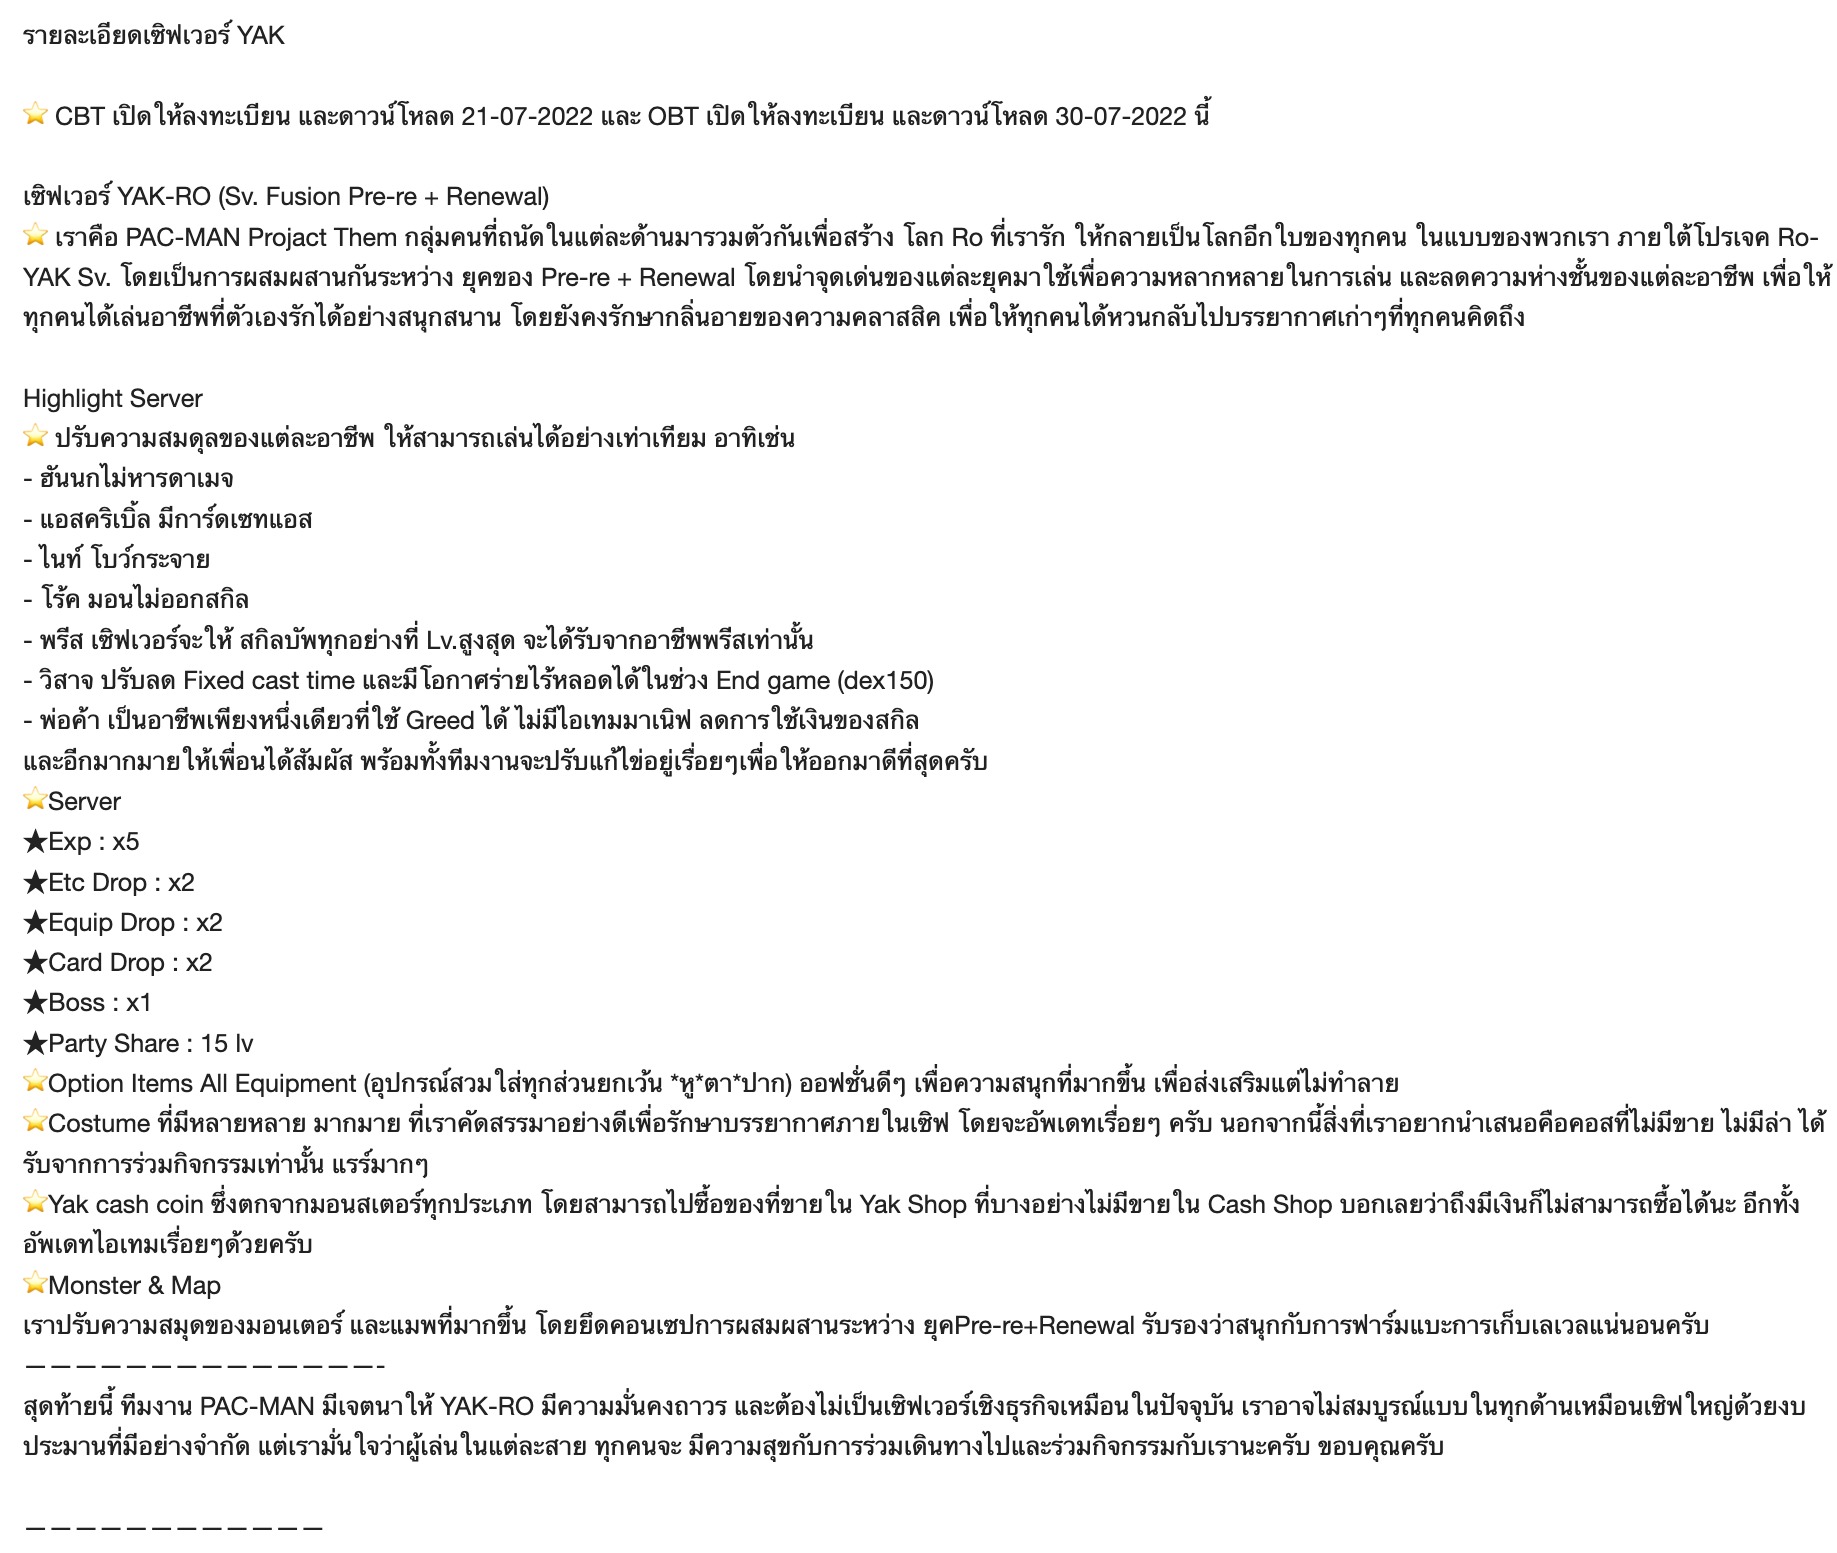 รายละเอียดเซิฟเวอร์ YAK
⭐ CBT เปิดให้ลงทะเบียน และดาวน์โหลด 21-07-2022 และ OBT เปิดให้ลงทะเบียน และดาวน์โหลด 30-07-2022 นี้
เซิฟเวอร์ YAK-RO (Sv. Fusion Pre-re + Renewal)
⭐ เราคือ PAC-MAN Projact Them กลุ่มคนที่ถนัดในแต่ละด้านมารวมตัวกันเพื่อสร้าง โลก Ro ที่เรารัก ให้กลายเป็นโลกอีกใบของทุกคน ในแบบของพวกเรา ภายใต้โปรเจค Ro-
YAK Sv. โดยเป็นการผสมผสานกันระหว่าง ยุคของ Pre-re + Renewal โดยนำจุดเด่นของแต่ละยุคมาใช้เพื่อความหลากหลายในการเล่น และลดความห่างชั้นของแต่ละอาชีพ เพื่อให้
ทุกคนได้เล่นอาชีพที่ตัวเองรักได้อย่างสนุกสนาน โดยยังคงรักษากลิ่นอายของความคลาสสิค เพื่อให้ทุกคนได้หวนกลับไปบรรยากาศเก่าๆที่ทุกคนคิดถึง
Highlight Server
⭐ ปรับความสมดุลของแต่ละอาชีพ ให้สามารถเล่นได้อย่างเท่าเทียม อาทิเช่น
- ฮันนกไม่หารดาเมจ
- แอสคริเบิ้ล มีการ์ดเซทแอส
- ไนท์ โบว์กระจาย
- โร้ค มอนไม่ออกสกิล
- พรีส เซิฟเวอร์จะให้ สกิลบัพทุกอย่างที่ Lv.สูงสุด จะได้รับจากอาชีพพรีสเท่านั้น
- วิสาจ ปรับลด Fixed cast time และมีโอกาศร่ายไร้หลอดได้ในช่วง End game (dex150)
- พ่อค้า เป็นอาชีพเพียงหนึ่งเดียวที่ใช้ Greed ได้ ไม่มีไอเทมมาเนิฟ ลดการใช้เงินของสกิล
และอีกมากมายให้เพื่อนได้สัมผัส พร้อมทั้งทีมงานจะปรับแก้ไข่อยู่เรื่อยๆเพื่อให้ออกมาดีที่สุดครับ
⭐Server
★Exp : x5
★Etc Drop : x2
★Equip Drop : x2
★Card Drop : x2
★Boss : x1
★Party Share : 15 lv
⭐Option Items All Equipment (อุปกรณ์สวมใส่ทุกส่วนยกเว้น *หู*ตา*ปาก) ออฟชั่นดีๆ เพื่อความสนุกที่มากขึ้น เพื่อส่งเสริมแต่ไม่ทำลาย
⭐Costume ที่มีหลายหลาย มากมาย ที่เราคัดสรรมาอย่างดีเพื่อรักษาบรรยากาศภายในเซิฟ โดยจะอัพเดทเรื่อยๆ ครับ นอกจากนี้สิ่งที่เราอยากนำเสนอคือคอสที่ไม่มีขาย ไม่มีล่า ได้
รับจากการร่วมกิจกรรมเท่านั้น แรร์มากๆ
⭐Yak cash coin ซึ่งตกจากมอนสเตอร์ทุกประเภท โดยสามารถไปซื้อของที่ขายใน Yak Shop ที่บางอย่างไม่มีขายใน Cash Shop บอกเลยว่าถึงมีเงินก็ไม่สามารถซื้อได้นะ อีกทั้ง
อัพเดทไอเทมเรื่อยๆด้วยครับ
⭐Monster & Map
เราปรับความสมุดของมอนเตอร์ และแมพที่มากขึ้น โดยยึดคอนเซปการผสมผสานระหว่าง ยุคPre-re+Renewal รับรองว่าสนุกกับการฟาร์มแบะการเก็บเลเวลแน่นอนครับ
——————————————-
สุดท้ายนี้ ทีมงาน PAC-MAN มีเจตนาให้ YAK-RO มีความมั่นคงถาวร และต้องไม่เป็นเซิฟเวอร์เชิงธุรกิจเหมือนในปัจจุบัน เราอาจไม่สมบูรณ์แบบในทุกด้านเหมือนเซิฟใหญ่ด้วยงบ
ประมานที่มีอย่างจำกัด แต่เรามั่นใจว่าผู้เล่นในแต่ละสาย ทุกคนจะ มีความสุขกับการร่วมเดินทางไปและร่วมกิจกรรมกับเรานะครับ ขอบคุณครับ
————————————